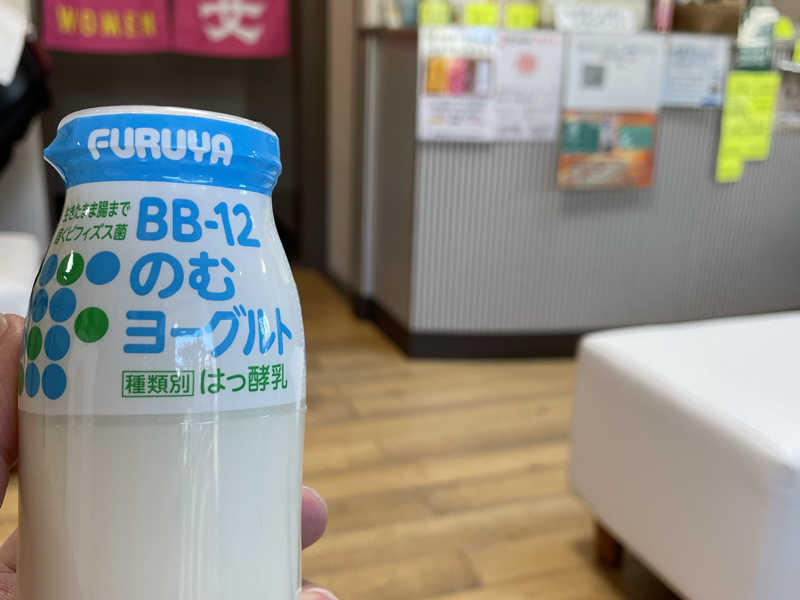 WOMEN
女
FURUYA
生きたまま腸まで
届くビフィズス菌
BB-12
のむ
ヨーグルト
種類別 はっ酵乳